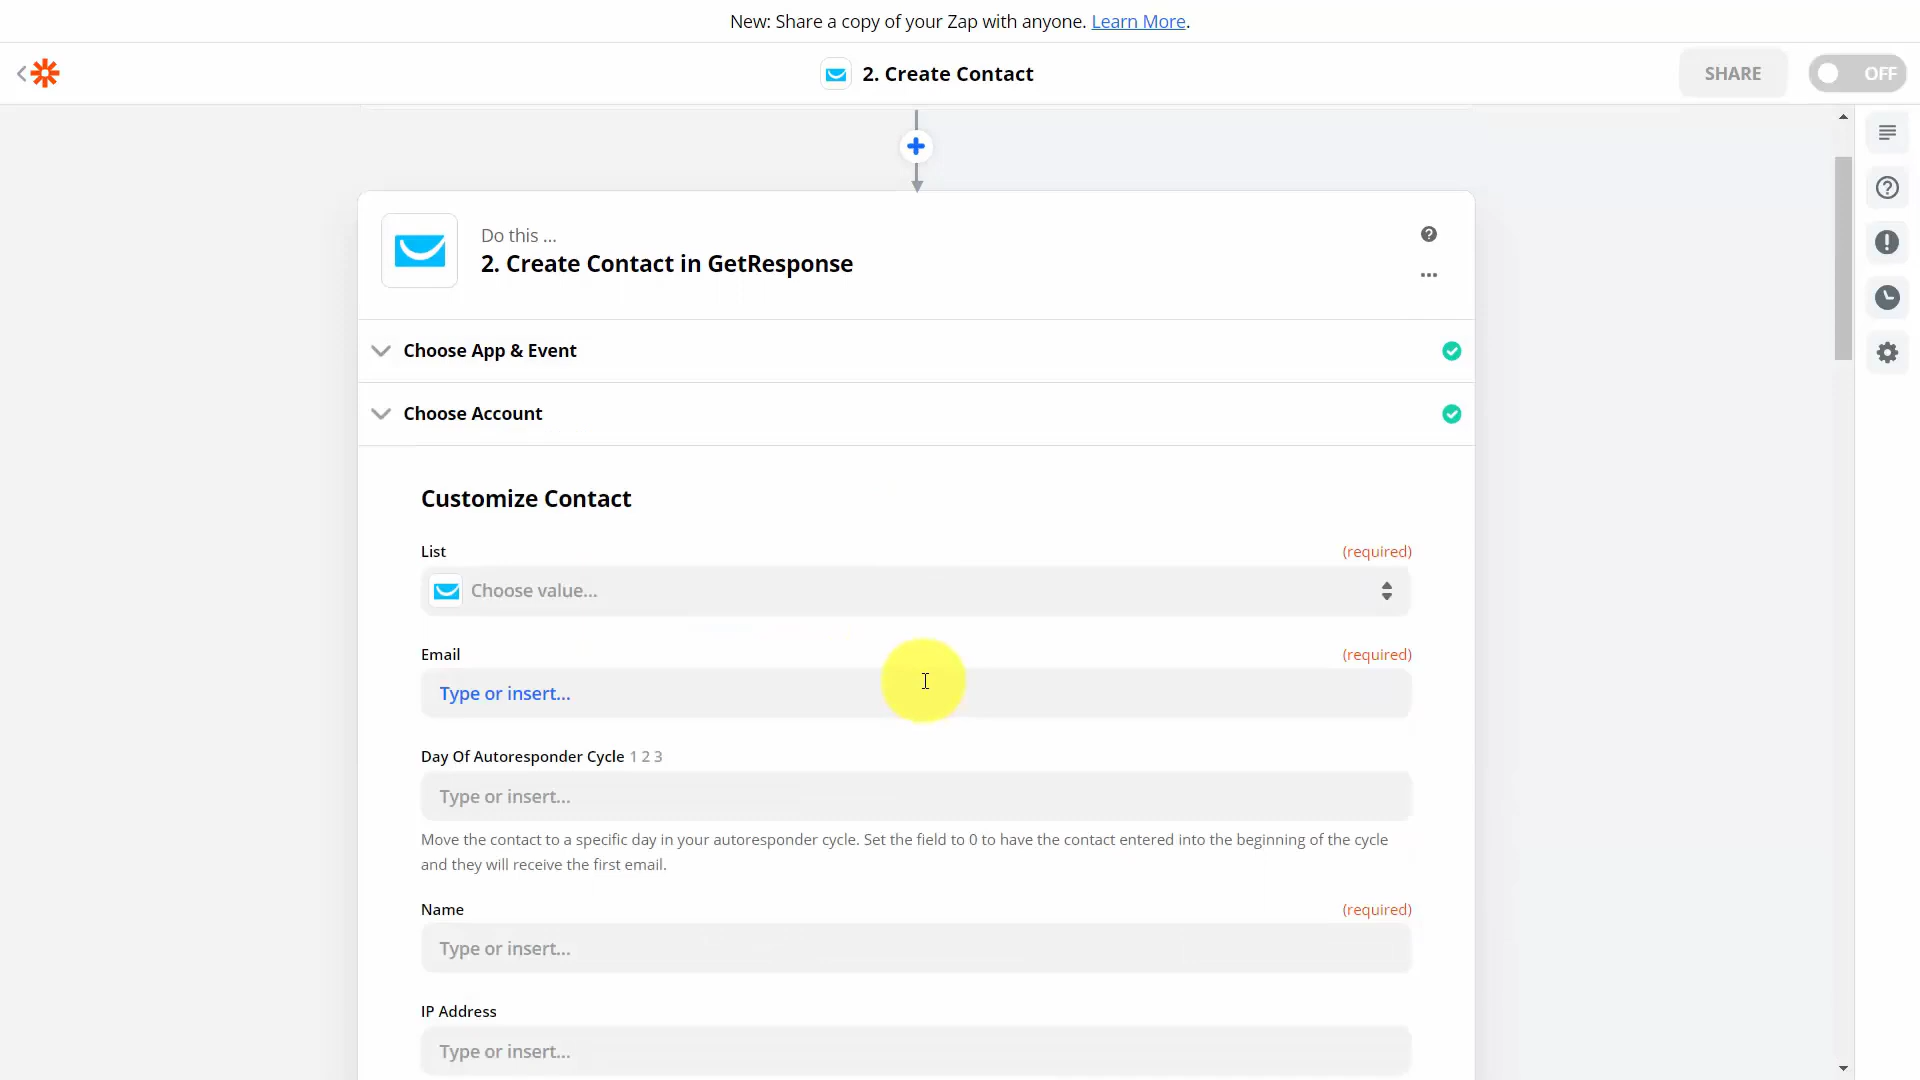 New: Share a copy of your Zap with anyone. Learn More.
2. Create Contact
SHARE
OFF
Do this ...
2. Create Contact in GetResponse
Choose App & Event
Choose Account
Customize Contact
List (required)
Choose value...
Email (required)
Type or insert...
Day Of Autoresponder Cycle 1 2 3
Type or insert...
Move the contact to a specific day in your autoresponder cycle. Set the field to 0 to have the contact entered into the beginning of the cycle
and they will receive the first email.
Name (required)
Type or insert...
IP Address
Type or insert...